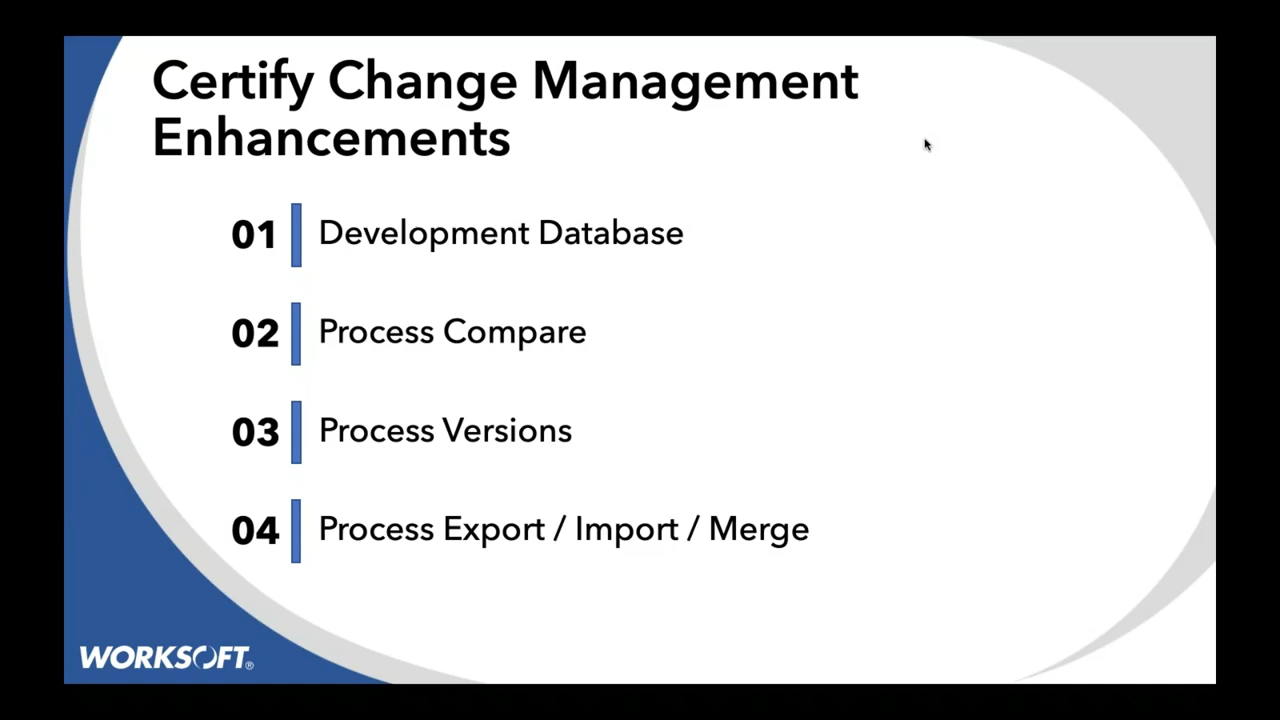 Certify Change Management
Enhancements
01 Development Database
02 Process Compare
03 Process Versions
04 Process Export / Import / Merge
WORKSOFT®